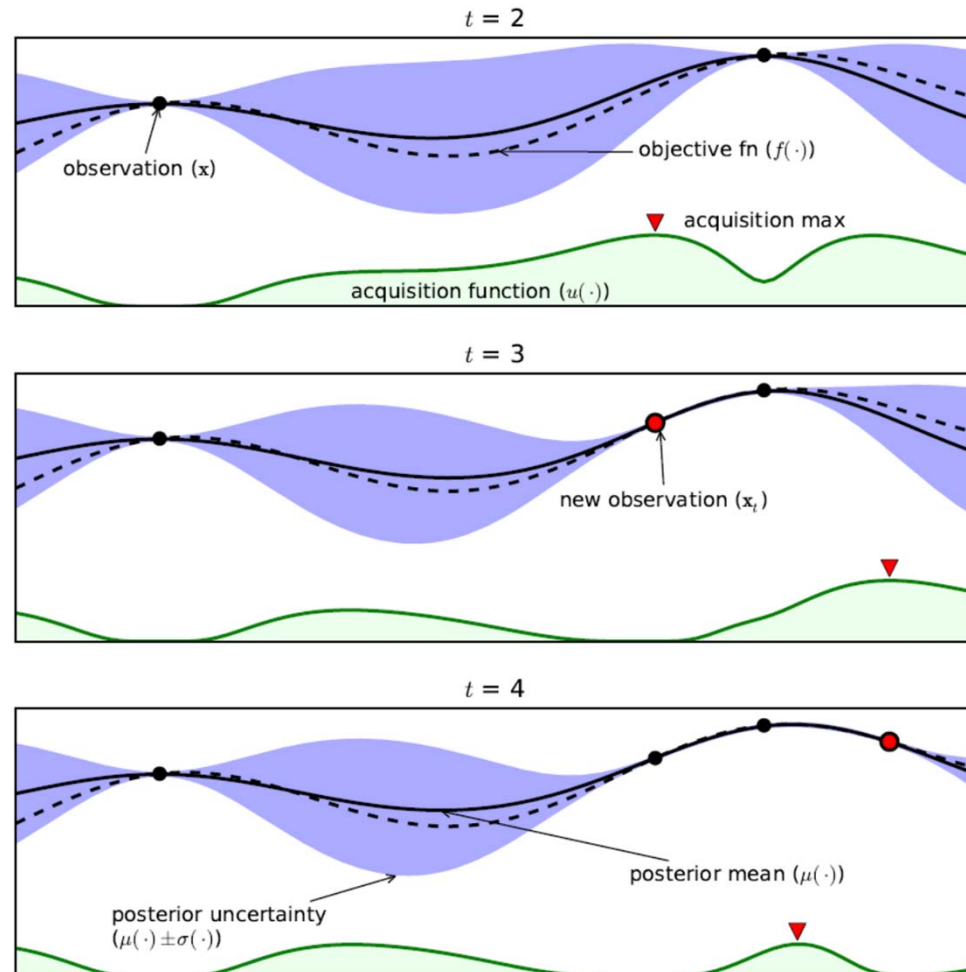 t = 2
observation (x)
objective fn (f(·))
acquisition max
acquisition function (u(·))
t = 3
new observation (xₜ)
t = 4
posterior mean (μ(·))
posterior uncertainty
(μ(·)±σ(·))